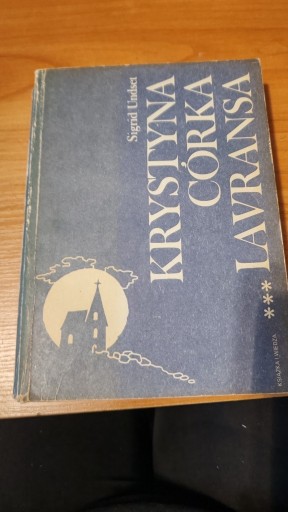 Sigrid Undset
KRYSTYNA
CÓRKA
LAVRANSA
***
KSIĄŻKA I WIEDZA